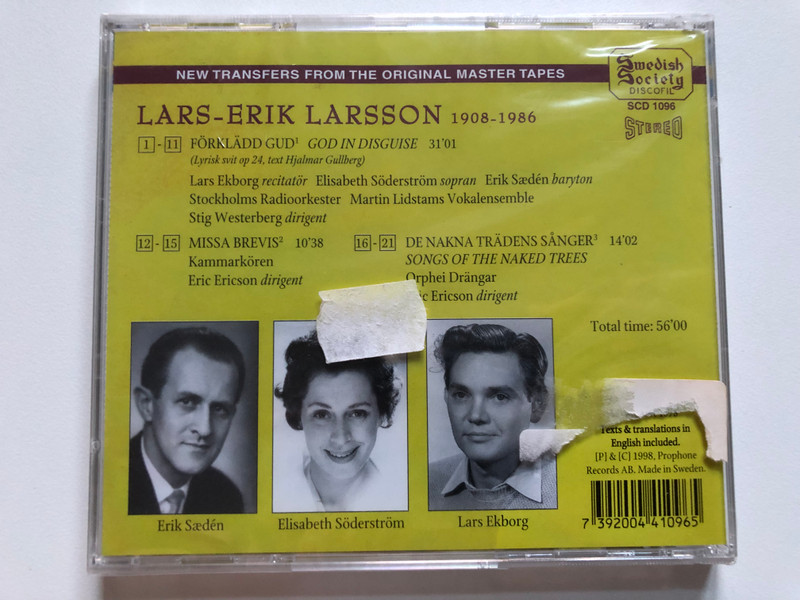 NEW TRANSFERS FROM THE ORIGINAL MASTER TAPES
Swedish
Society
DISCOFIL
SCD 1096
STEREO
LARS-ERIK LARSSON 1908-1986
1 - 11 FÖRKLÄDD GUD¹ GOD IN DISGUISE 31'01
(Lyrisk svit op 24, text Hjalmar Gullberg)
Lars Ekborg recitatör Elisabeth Söderström sopran Erik Sædén baryton
Stockholms Radioorkester Martin Lidstams Vokalensemble
Stig Westerberg dirigent
12 - 15 MISSA BREVIS² 10'38
Kammarkören
Eric Ericson dirigent
16 - 21 DE NAKNA TRÄDENS SÅNGER³ 14'02
SONGS OF THE NAKED TREES
Orphei Drängar
Ericson dirigent
Total time: 56'00
Texts & translations in
English included.
[P] & [C] 1998, Prophone
Records AB. Made in Sweden.
7 392004 410965
Erik Sædén
Elisabeth Söderström
Lars Ekborg